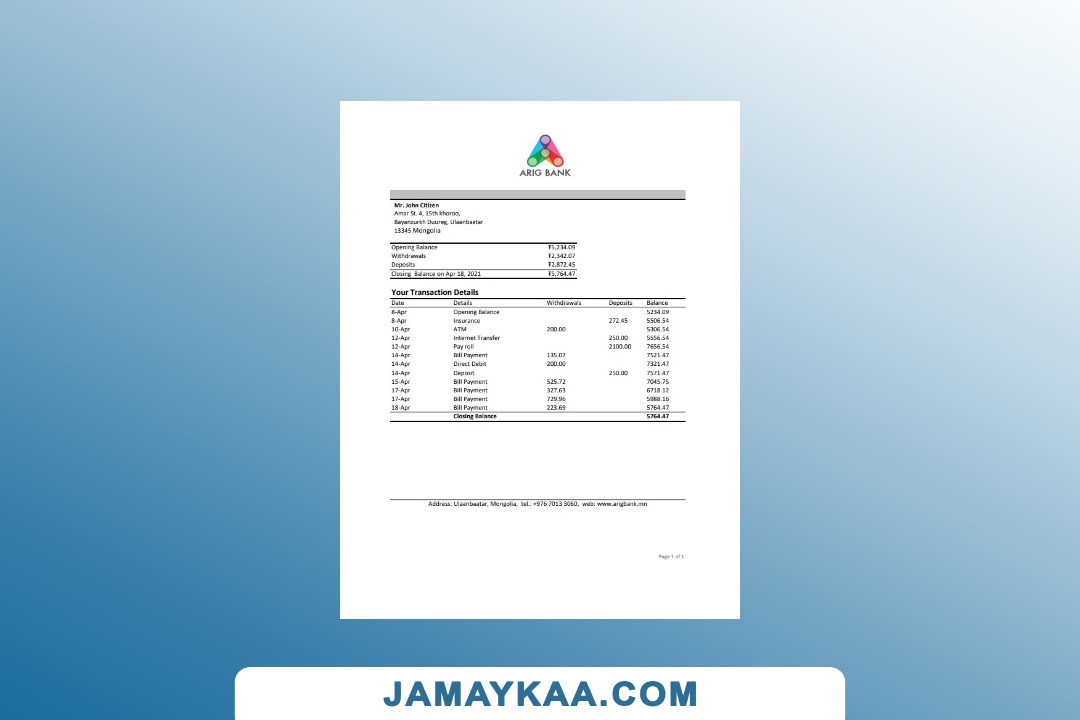 ARIG BANK
Mr. John Citizen
Amar St. 4, 15th khoroo,
Bayanzurkh Duureg, Ulaanbaatar
13345 Mongolia
Opening Balance ₮5,234.09
Withdrawals ₮2,342.07
Deposits ₮2,872.45
Closing Balance on Apr 18, 2021 ₮5,764.47
Your Transaction Details
Date Details Withdrawals Deposits Balance
8-Apr Opening Balance 5234.09
8-Apr Insurance 272.45 5506.54
10-Apr ATM 200.00 5306.54
12-Apr Internet Transfer 250.00 5556.54
12-Apr Pay roll 2100.00 7656.54
14-Apr Bill Payment 135.07 7521.47
14-Apr Direct Debit 200.00 7321.47
14-Apr Deposit 250.00 7571.47
15-Apr Bill Payment 525.72 7045.75
17-Apr Bill Payment 327.63 6718.12
17-Apr Bill Payment 729.96 5988.16
18-Apr Bill Payment 223.69 5764.47
Closing Balance 5764.47
Address: Ulaanbaatar, Mongolia, tel.: +976 7013 3060, web: www.arigbank.mn
Page 1 of 1
JAMAYKAA.COM